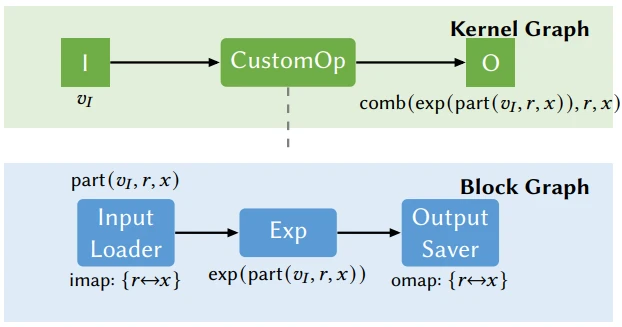 Kernel Graph
I
CustomOp
O
v_I
comb(exp(part(v_I, r, x)), r, x)
Block Graph
part(v_I, r, x)
Input
Loader
Exp
Output
Saver
imap: {r↔x}
exp(part(v_I, r, x))
omap: {r↔x}